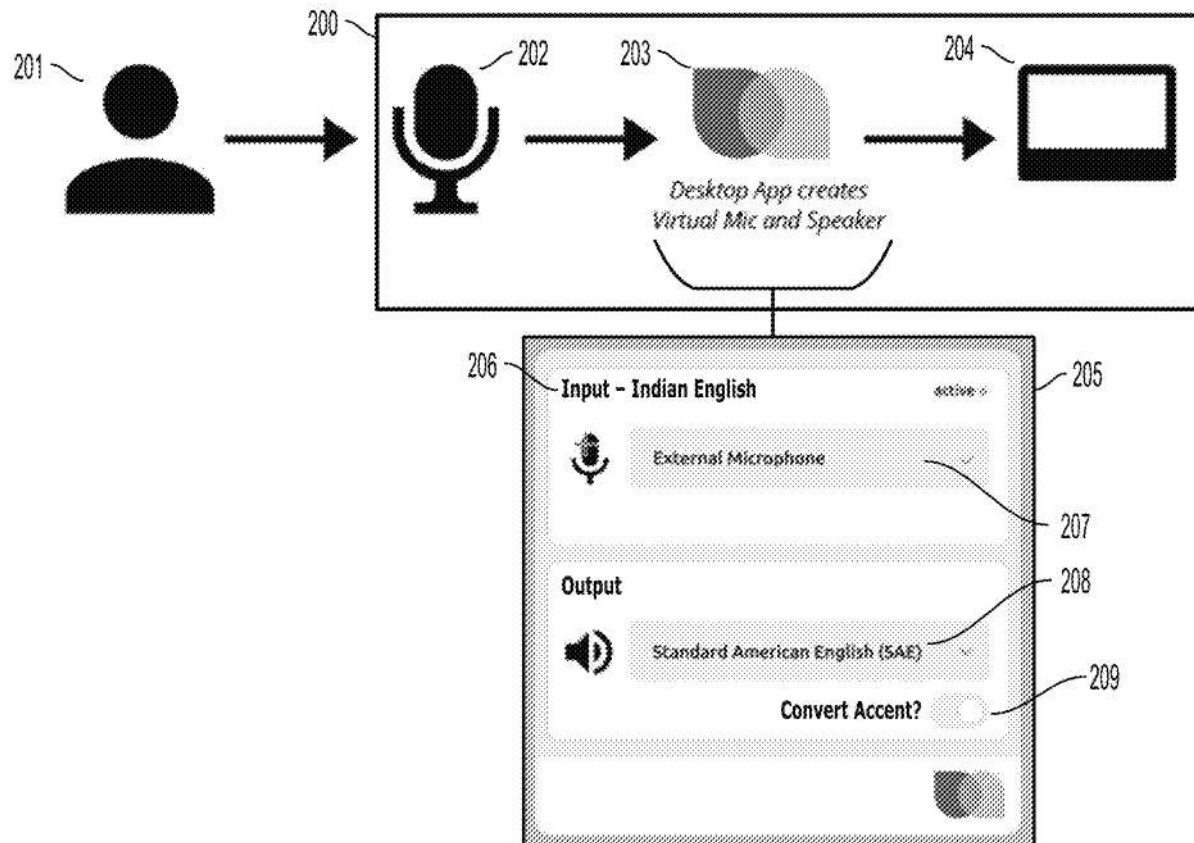 200
201
202
203
204
Desktop App creates
Virtual Mic and Speaker
206
Input – Indian English
active
205
External Microphone
207
Output
208
Standard American English (SAE)
209
Convert Accent?